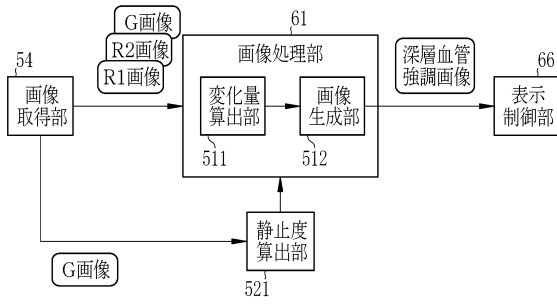 G画像
R2画像
R1画像
61
画像処理部
深層血管
強調画像
54
画像
取得部
変化量
算出部
511
画像
生成部
512
66
表示
制御部
静止度
算出部
521
G画像